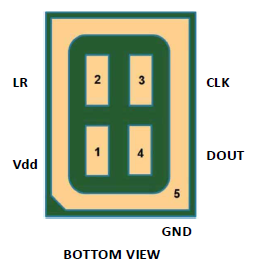 2 3
LR CLK
1 4
Vdd DOUT
5
GND
BOTTOM VIEW